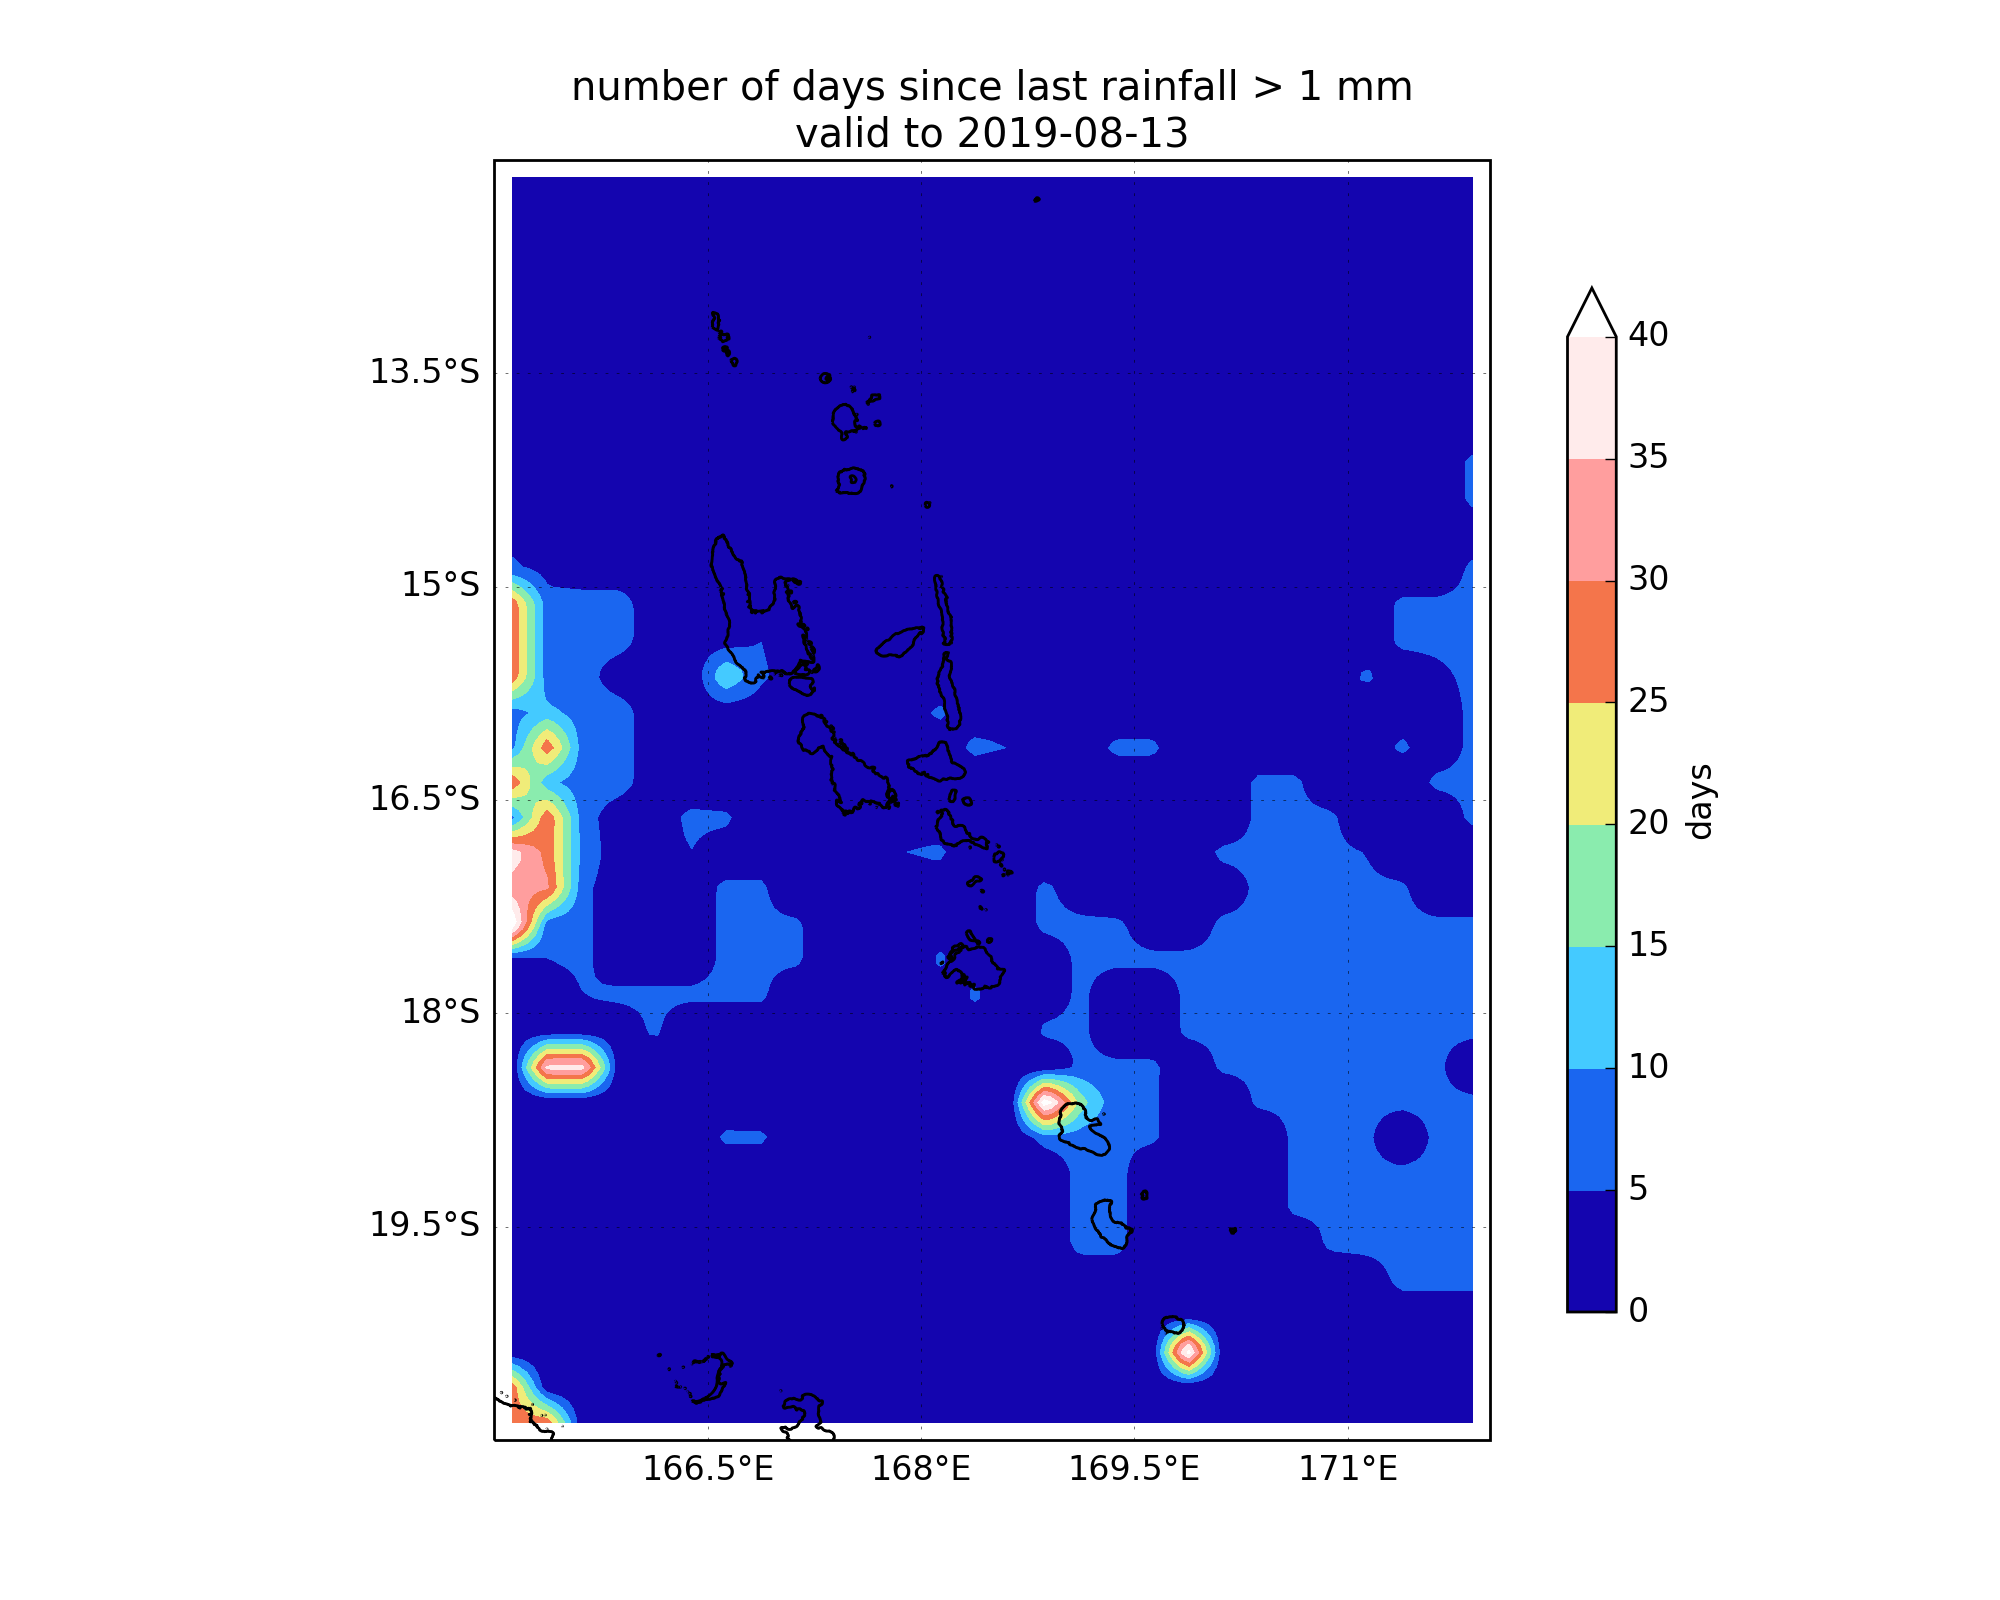 number of days since last rainfall > 1 mm
valid to 2019-08-13
13.5°S
15°S
16.5°S
18°S
19.5°S
166.5°E
168°E
169.5°E
171°E
40
35
30
25
20
15
10
5
0
days